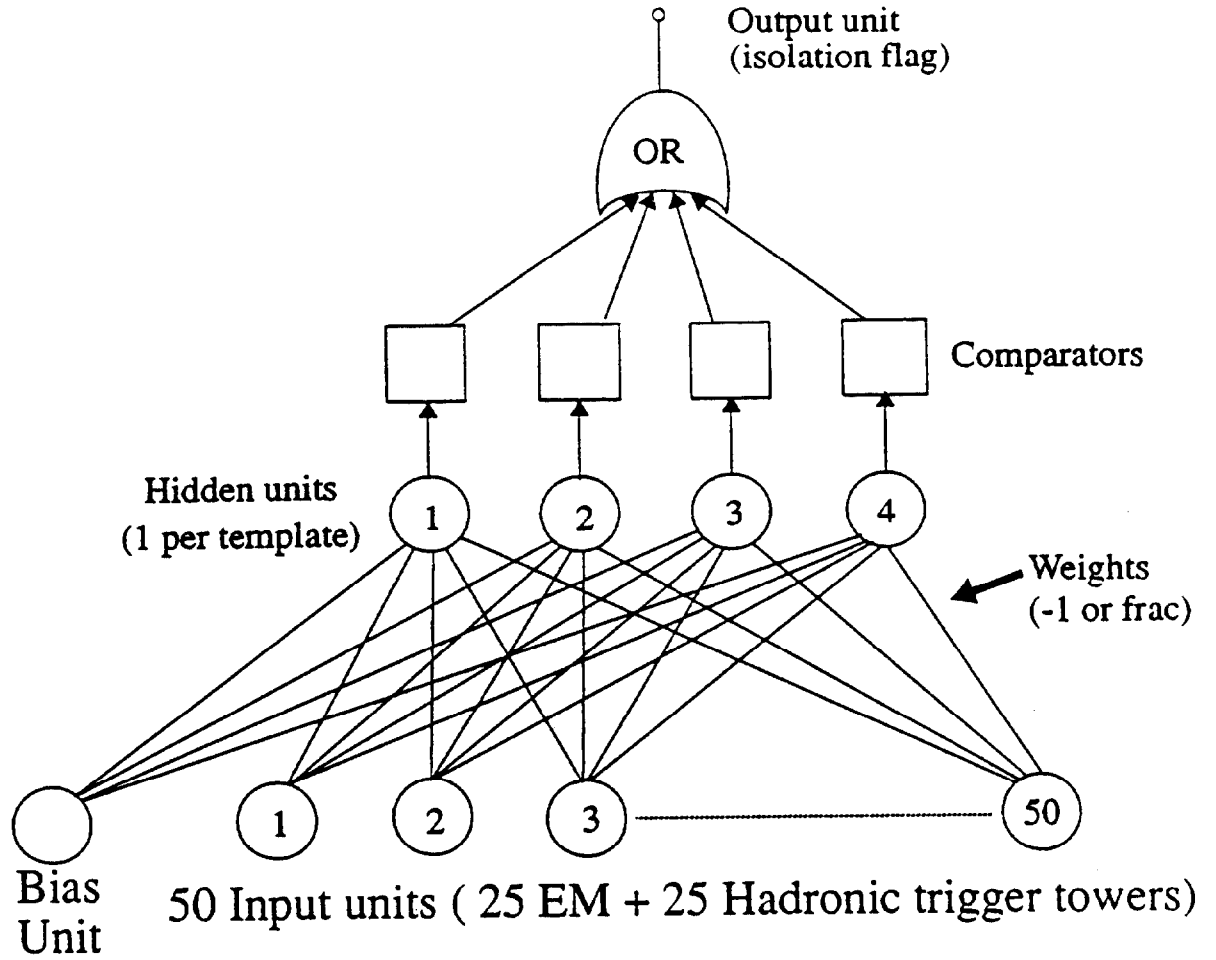 Output unit
(isolation flag)
OR
Comparators
Hidden units
(1 per template)
1
2
3
4
Weights
(-1 or frac)
1
2
3
50
Bias
Unit
50 Input units ( 25 EM + 25 Hadronic trigger towers)